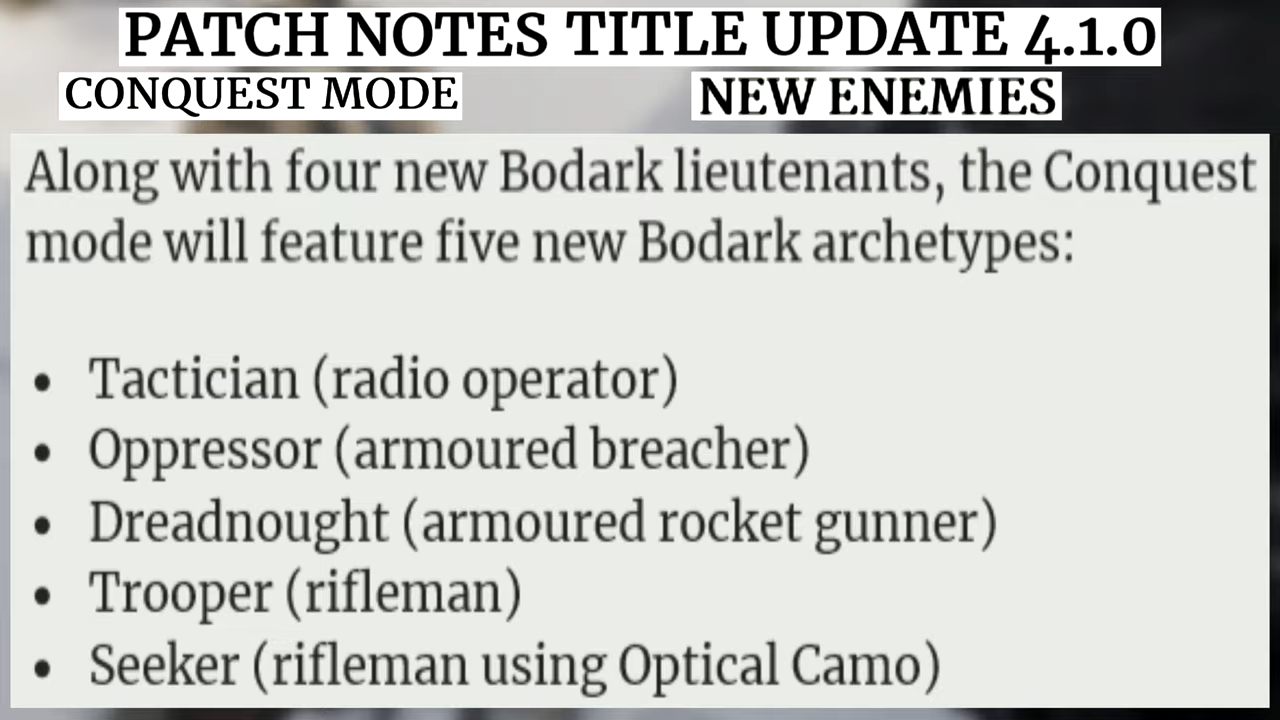 PATCH NOTES TITLE UPDATE 4.1.0
CONQUEST MODE
NEW ENEMIES
Along with four new Bodark lieutenants, the Conquest
mode will feature five new Bodark archetypes:
• Tactician (radio operator)
• Oppressor (armoured breacher)
• Dreadnought (armoured rocket gunner)
• Trooper (rifleman)
• Seeker (rifleman using Optical Camo)